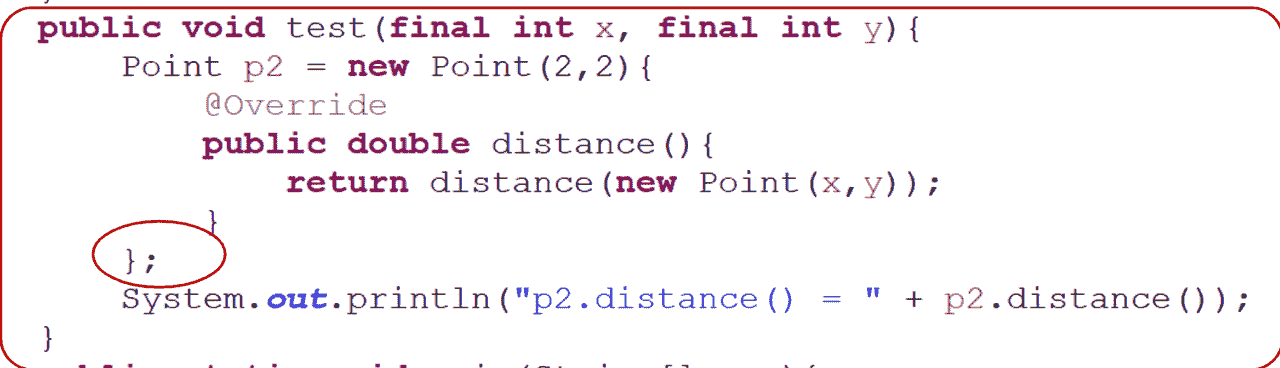 public void test(final int x, final int y){
Point p2 = new Point(2,2){
@Override
public double distance(){
return distance(new Point(x,y));
}
};
System.out.println("p2.distance() = " + p2.distance());
}